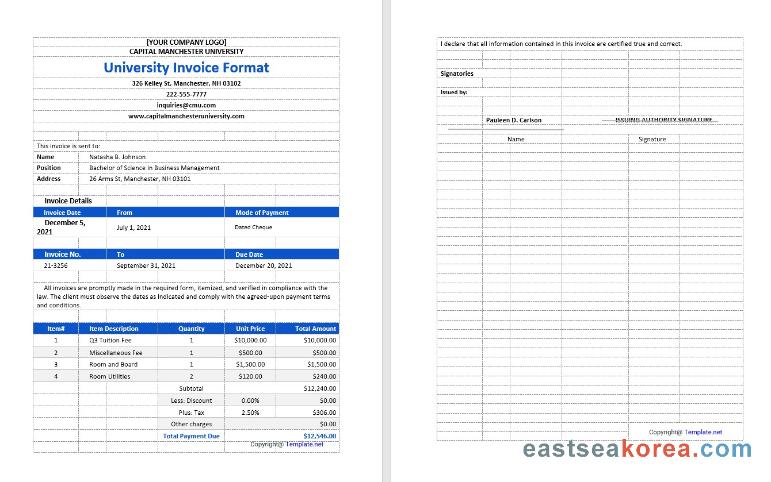 [YOUR COMPANY LOGO]
CAPITAL MANCHESTER UNIVERSITY
University Invoice Format
326 Kelley St, Manchester, NH 03102
222-555-7777
inquiries@cmu.com
www.capitalmanchesteruniversity.com
This invoice is sent to:
Name Natasha B. Johnson
Position Bachelor of Science in Business Management
Address 26 Arms St, Manchester, NH 03101
Invoice Details
Invoice Date From Mode of Payment
December 5, 2021 July 1, 2021 Dated Cheque
Invoice No. To Due Date
21-3256 September 31, 2021 December 20, 2021
All invoices are promptly made in the required form, itemized, and verified in compliance with the
law. The client must observe the dates as indicated and comply with the agreed-upon payment terms
and conditions.
Item# Item Description Quantity Unit Price Total Amount
1 Q3 Tuition Fee 1 $10,000.00 $10,000.00
2 Miscellaneous Fee 1 $500.00 $500.00
3 Room and Board 1 $1,500.00 $1,500.00
4 Room Utilities 2 $120.00 $240.00
Subtotal $12,240.00
Less: Discount 0.00% $0.00
Plus: Tax 2.50% $306.00
Other charges $0.00
Total Payment Due $12,546.00
Copyright@ Template.net
I declare that all information contained in this invoice are certified true and correct.
Signatories
Issued by:
Pauleen D. Carlson ISSUING AUTHORITY SIGNATURE
Name Signature
Copyright@ Template.net
eastseakorea.com